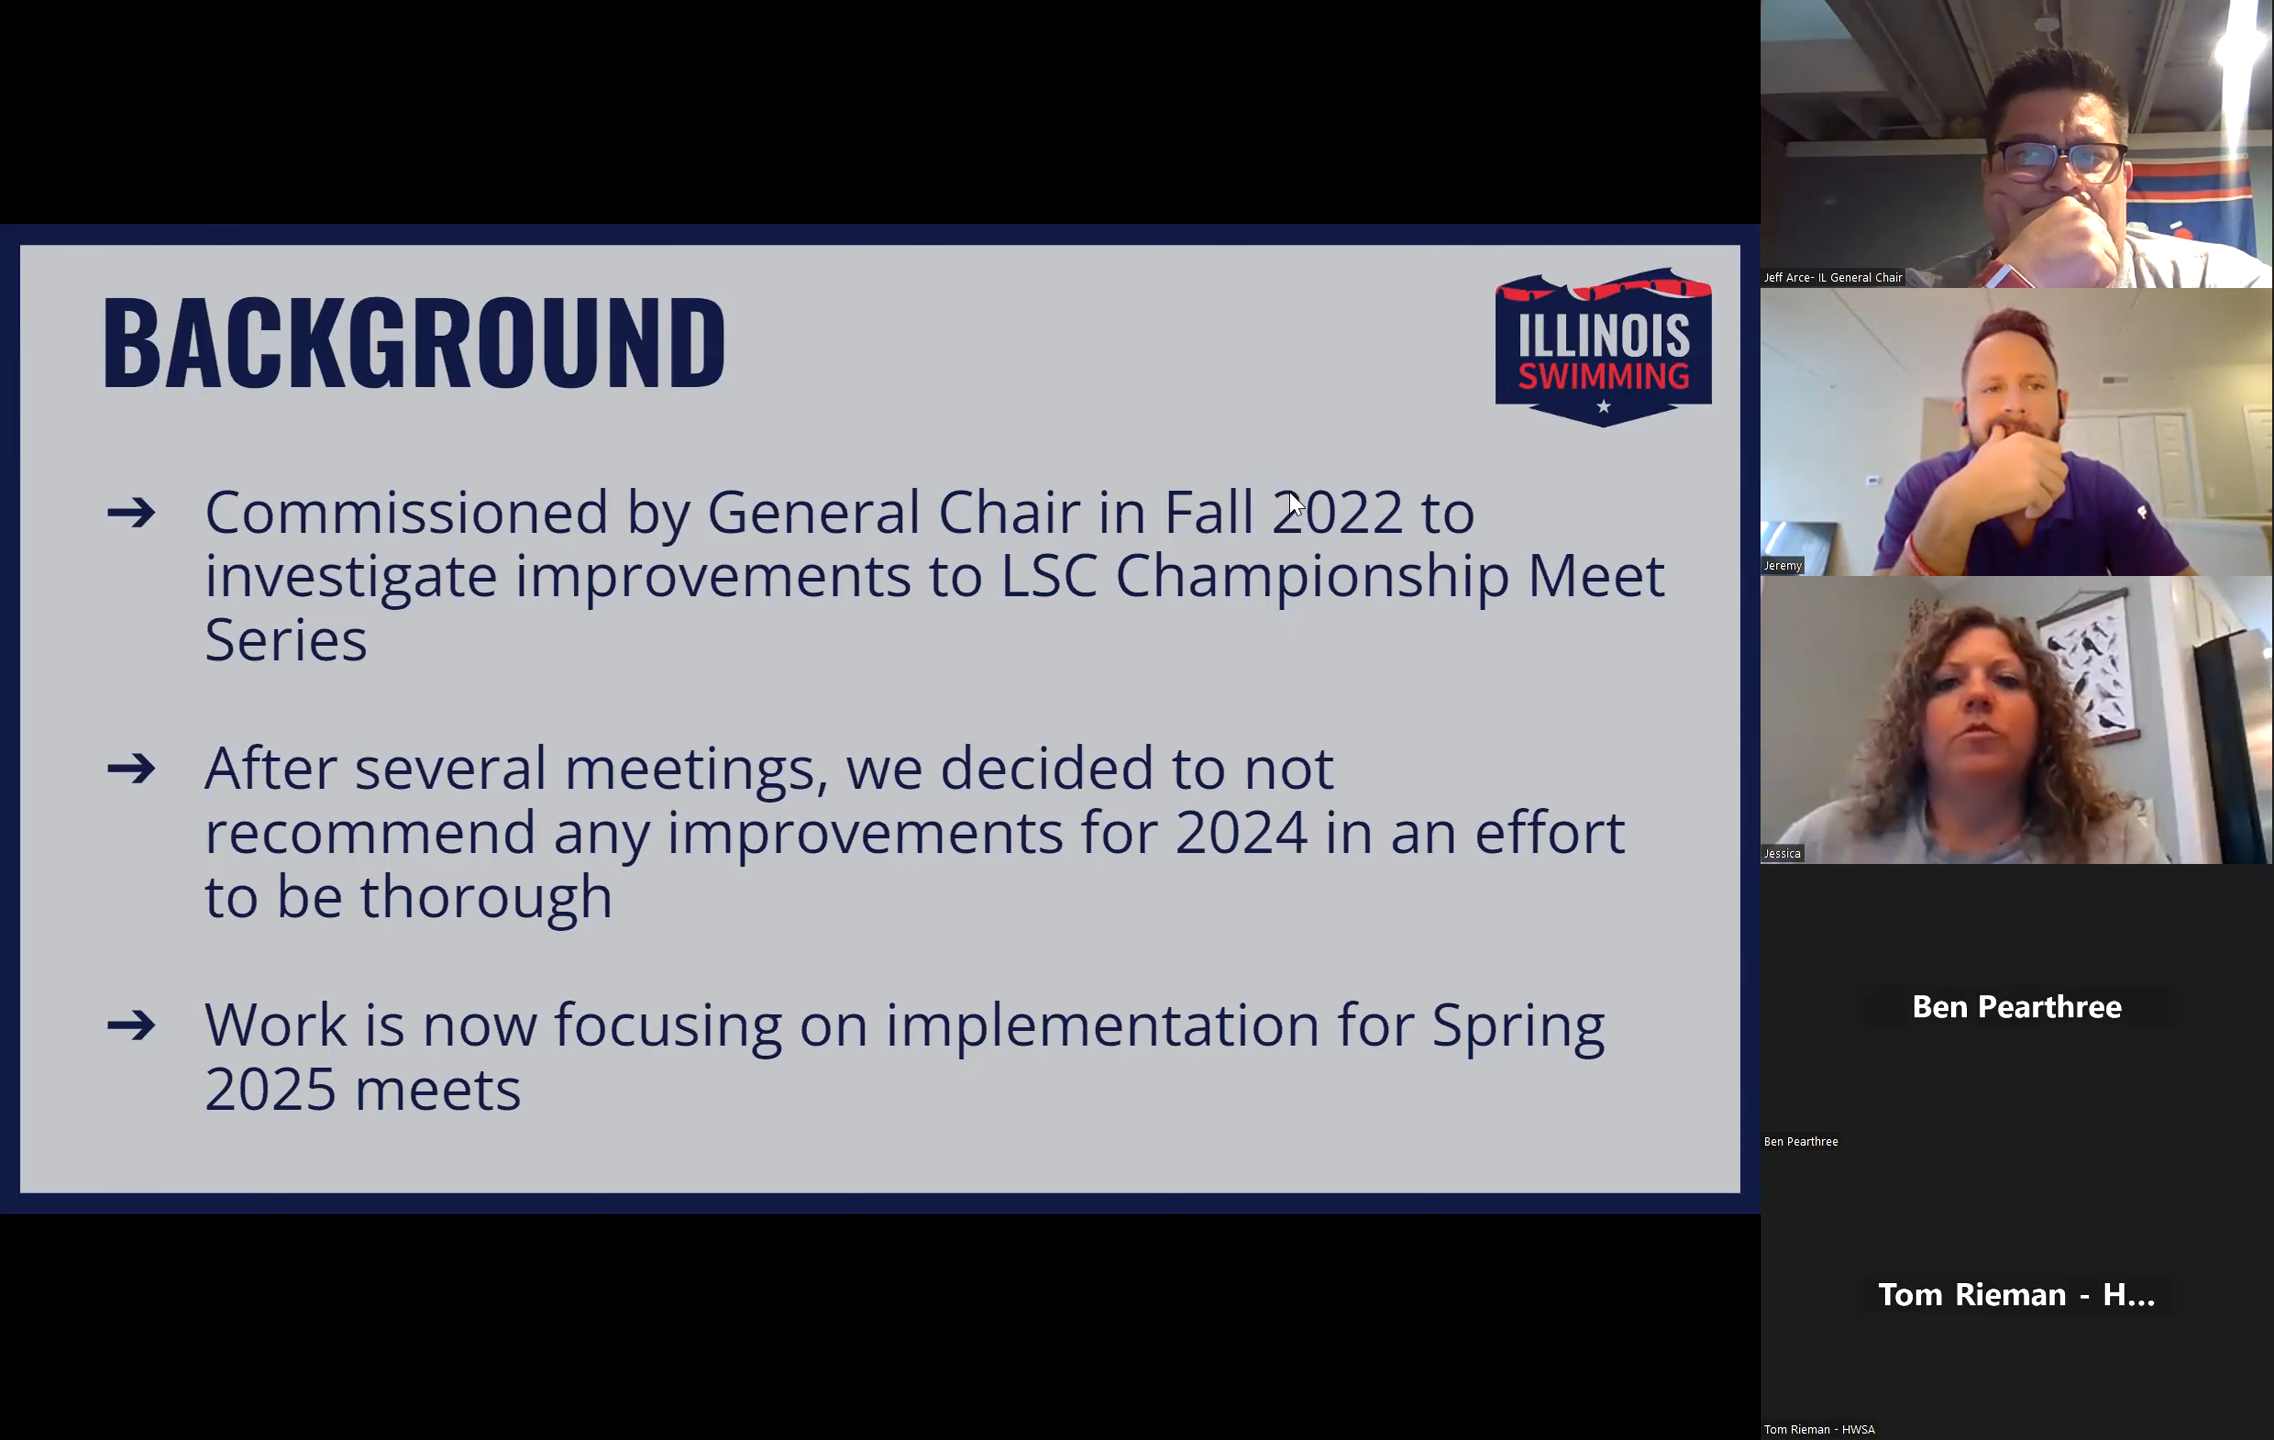 BACKGROUND
ILLINOIS
SWIMMING
➔ Commissioned by General Chair in Fall 2022 to
investigate improvements to LSC Championship Meet
Series
➔ After several meetings, we decided to not
recommend any improvements for 2024 in an effort
to be thorough
➔ Work is now focusing on implementation for Spring
2025 meets
Jeff Arce- IL General Chair
Jeremy
Jessica
Ben Pearthree
Ben Pearthree
Tom Rieman - H...
Tom Rieman - HWSA